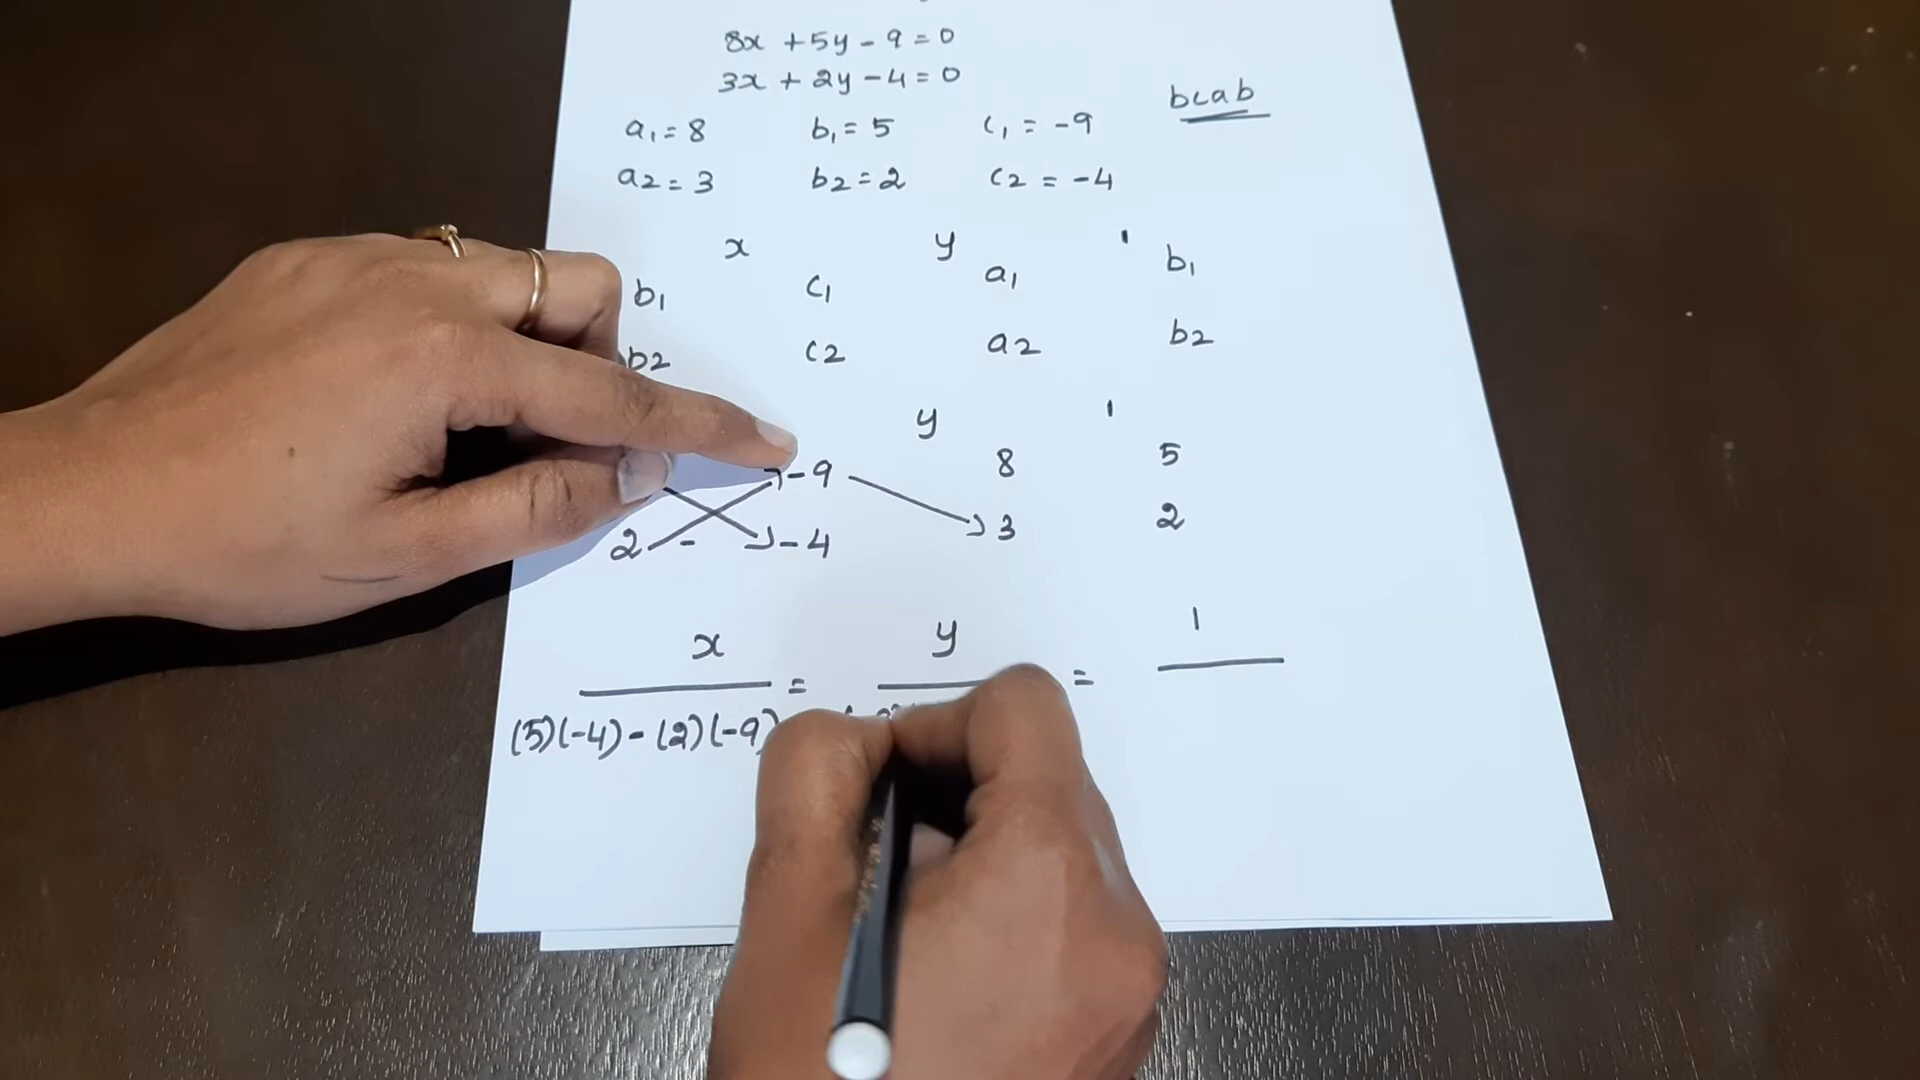 8x + 5y - 9 = 0
3x + 2y - 4 = 0
bcab
a1 = 8 b1 = 5 c1 = -9
a2 = 3 b2 = 2 c2 = -4
x y 1
b1 c1 a1 b1
b2 c2 a2 b2
y 1
-9 8 5
2 - -4 3 2
x = y = 1
(5)(-4) - (2)(-9)